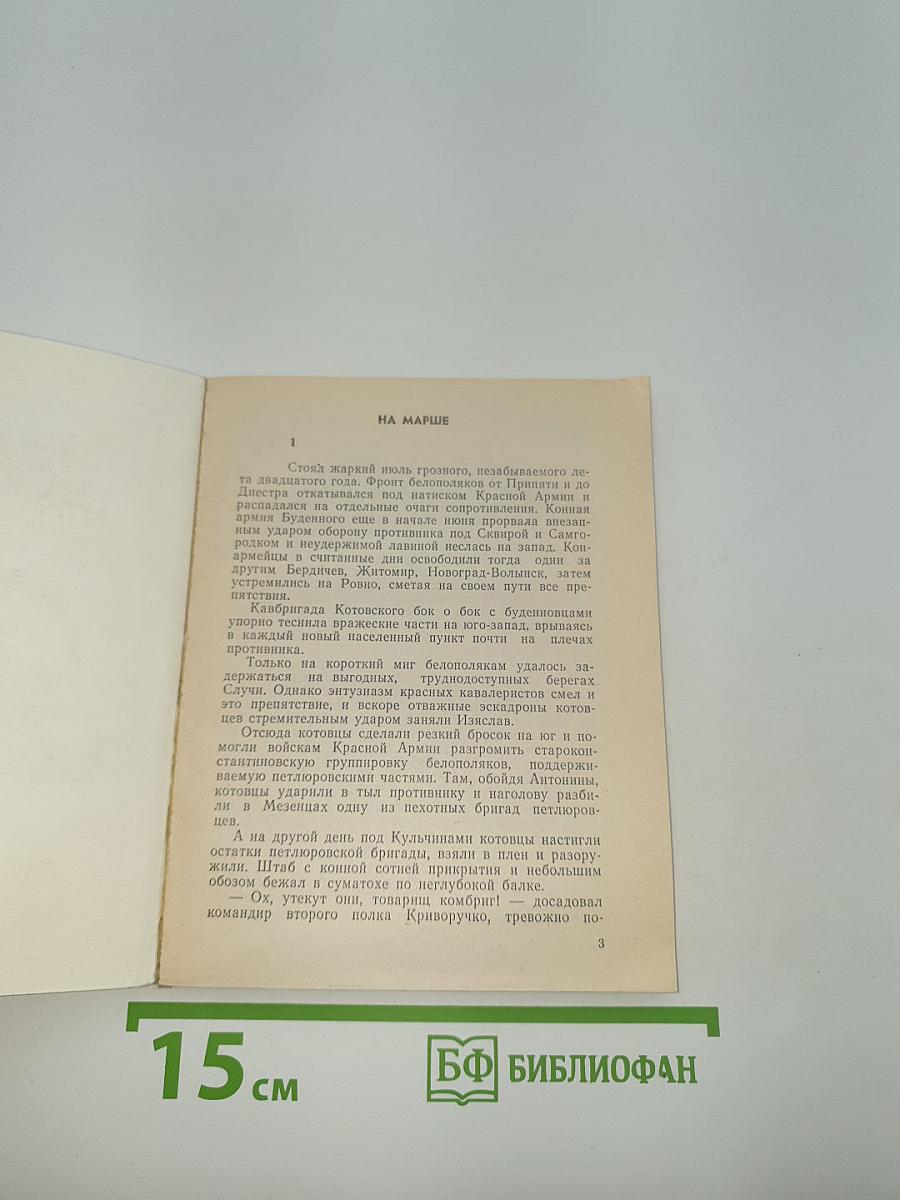 НА МАРШЕ
1
Стоял жаркий июль грозного, незабываемого ле-
та двадцатого года. Фронт белополяков от Припяти и до
Днестра откатывался под натиском Красной Армии и
распадался на отдельные очаги сопротивления. Конная
армия Буденного еще в начале июня прорвала внезап-
ным ударом оборону противника под Сквирой и Самго-
родком и неудержимой лавиной неслась на запад. Кон-
армейцы в считанные дни освободили тогда одни за
другим Бердичев, Житомир, Новоград-Волынск, затем
устремились на Ровно, сметая на своем пути все пре-
пятствия.
Кавбригада Котовского бок о бок с буденновцами
упорно теснила вражеские части на юго-запад, врываясь
в каждый новый населенный пункт почти на плечах
противника.
Только на короткий миг белополякам удалось за-
держаться на выгодных, труднодоступных берегах
Случи. Однако энтузиазм красных кавалеристов смел и
это препятствие, и вскоре отважные эскадроны котов-
цев стремительным ударом заняли Изяслав.
Отсюда котовцы сделали резкий бросок на юг и по-
могли войскам Красной Армии разгромить старокон-
стантиновскую группировку белополяков, поддержи-
ваемую петлюровскими частями. Там, обойдя Антонины,
котовцы ударили в тыл противнику и наголову разби-
ли в Мезенцах одну из пехотных бригад петлюров-
цев.
А на другой день под Кульчинами котовцы настигли
остатки петлюровской бригады, взяли в плен и разору-
жили. Штаб с конной сотней прикрытия и небольшим
обозом бежал в суматохе по неглубокой балке.
— Ох, утекут они, товарищ комбриг! — досадовал
командир второго полка Криворучко, тревожно по-
3
15 см
БФ БИБЛИОФАН